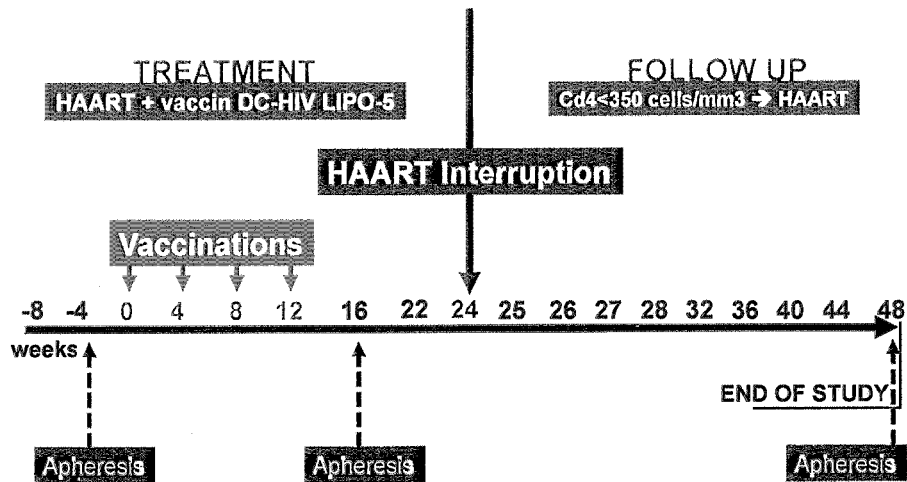 TREATMENT
HAART + vaccin DC-HIV LIPO-5
FOLLOW UP
Cd4<350 cells/mm3 ➔ HAART
HAART Interruption
Vaccinations
-8 -4 0 4 8 12 16 22 24 25 26 27 28 32 36 40 44 48
weeks
END OF STUDY
Apheresis Apheresis Apheresis